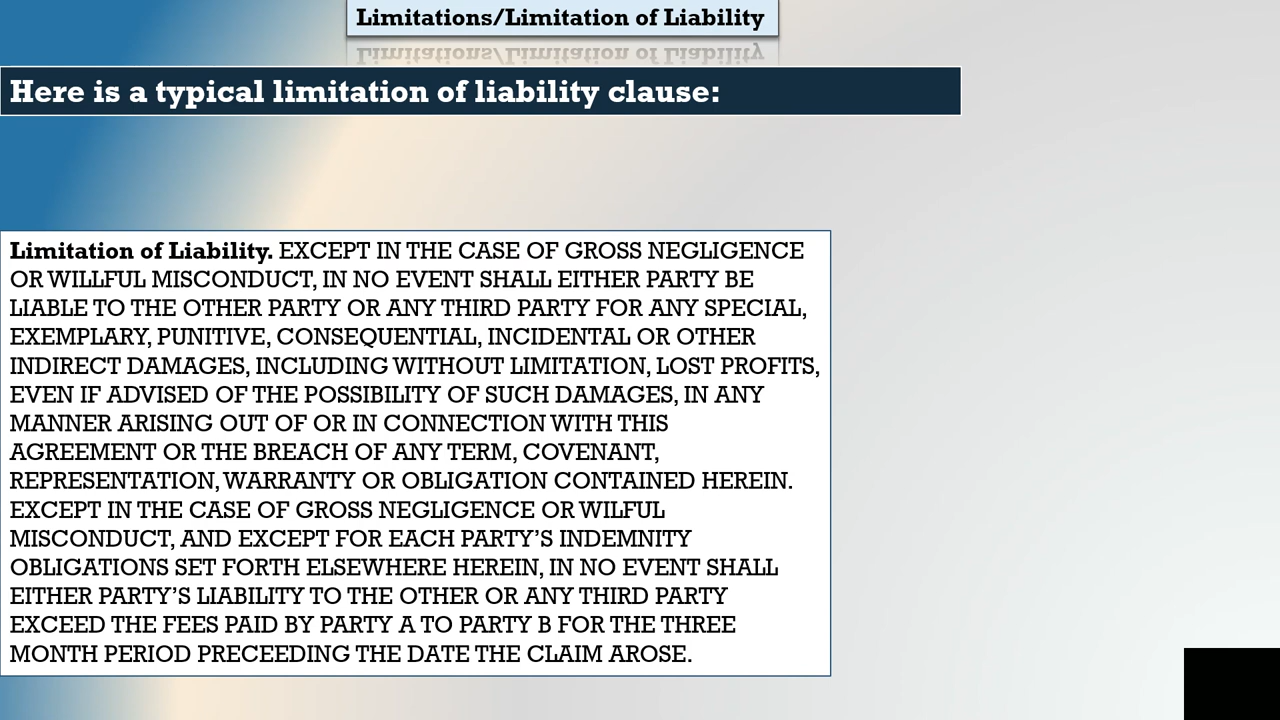 Limitations/Limitation of Liability
Here is a typical limitation of liability clause:
Limitation of Liability. EXCEPT IN THE CASE OF GROSS NEGLIGENCE
OR WILLFUL MISCONDUCT, IN NO EVENT SHALL EITHER PARTY BE
LIABLE TO THE OTHER PARTY OR ANY THIRD PARTY FOR ANY SPECIAL,
EXEMPLARY, PUNITIVE, CONSEQUENTIAL, INCIDENTAL OR OTHER
INDIRECT DAMAGES, INCLUDING WITHOUT LIMITATION, LOST PROFITS,
EVEN IF ADVISED OF THE POSSIBILITY OF SUCH DAMAGES, IN ANY
MANNER ARISING OUT OF OR IN CONNECTION WITH THIS
AGREEMENT OR THE BREACH OF ANY TERM, COVENANT,
REPRESENTATION, WARRANTY OR OBLIGATION CONTAINED HEREIN.
EXCEPT IN THE CASE OF GROSS NEGLIGENCE OR WILFUL
MISCONDUCT, AND EXCEPT FOR EACH PARTY’S INDEMNITY
OBLIGATIONS SET FORTH ELSEWHERE HEREIN, IN NO EVENT SHALL
EITHER PARTY’S LIABILITY TO THE OTHER OR ANY THIRD PARTY
EXCEED THE FEES PAID BY PARTY A TO PARTY B FOR THE THREE
MONTH PERIOD PRECEEDING THE DATE THE CLAIM AROSE.